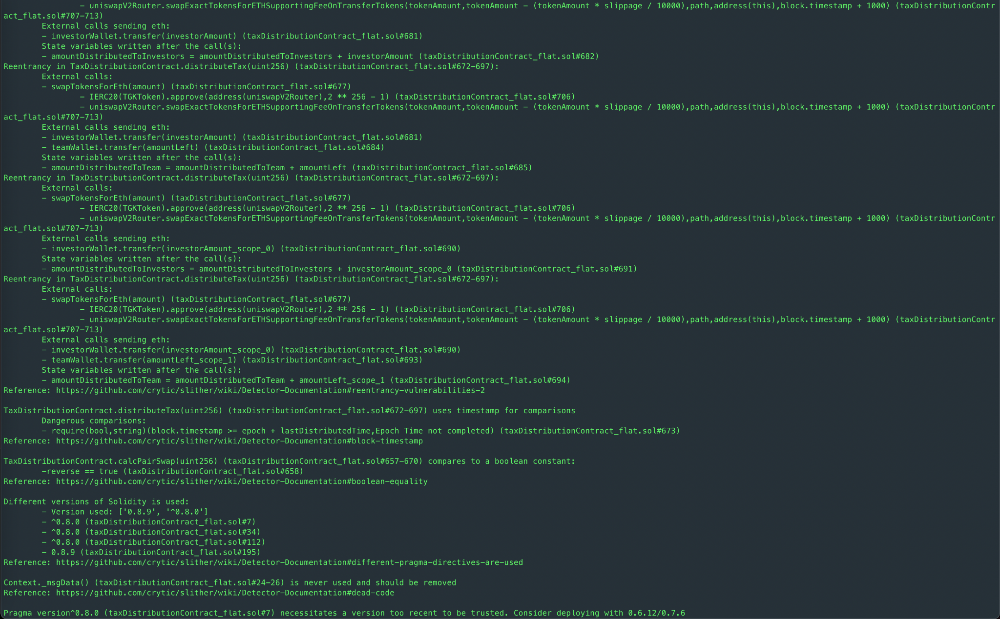 - uniswapV2Router.swapExactTokensForETHSupportingFeeOnTransferTokens(tokenAmount,tokenAmount - (tokenAmount * slippage / 10000),path,address(this),block.timestamp + 1000) (taxDistributionContr
act_flat.sol#707-713)
External calls sending eth:
- investorWallet.transfer(investorAmount) (taxDistributionContract_flat.sol#681)
State variables written after the call(s):
- amountDistributedToInvestors = amountDistributedToInvestors + investorAmount (taxDistributionContract_flat.sol#682)
Reentrancy in TaxDistributionContract.distributeTax(uint256) (taxDistributionContract_flat.sol#672-697):
External calls:
- swapTokensForEth(amount) (taxDistributionContract_flat.sol#677)
- IERC20(TGKToken).approve(address(uniswapV2Router),2 ** 256 - 1) (taxDistributionContract_flat.sol#706)
- uniswapV2Router.swapExactTokensForETHSupportingFeeOnTransferTokens(tokenAmount,tokenAmount - (tokenAmount * slippage / 10000),path,address(this),block.timestamp + 1000) (taxDistributionContr
act_flat.sol#707-713)
External calls sending eth:
- investorWallet.transfer(investorAmount) (taxDistributionContract_flat.sol#681)
- teamWallet.transfer(amountLeft) (taxDistributionContract_flat.sol#684)
State variables written after the call(s):
- amountDistributedToTeam = amountDistributedToTeam + amountLeft (taxDistributionContract_flat.sol#685)
Reentrancy in TaxDistributionContract.distributeTax(uint256) (taxDistributionContract_flat.sol#672-697):
External calls:
- swapTokensForEth(amount) (taxDistributionContract_flat.sol#677)
- IERC20(TGKToken).approve(address(uniswapV2Router),2 ** 256 - 1) (taxDistributionContract_flat.sol#706)
- uniswapV2Router.swapExactTokensForETHSupportingFeeOnTransferTokens(tokenAmount,tokenAmount - (tokenAmount * slippage / 10000),path,address(this),block.timestamp + 1000) (taxDistributionContr
act_flat.sol#707-713)
External calls sending eth:
- investorWallet.transfer(investorAmount_scope_0) (taxDistributionContract_flat.sol#690)
State variables written after the call(s):
- amountDistributedToInvestors = amountDistributedToInvestors + investorAmount_scope_0 (taxDistributionContract_flat.sol#691)
Reentrancy in TaxDistributionContract.distributeTax(uint256) (taxDistributionContract_flat.sol#672-697):
External calls:
- swapTokensForEth(amount) (taxDistributionContract_flat.sol#677)
- IERC20(TGKToken).approve(address(uniswapV2Router),2 ** 256 - 1) (taxDistributionContract_flat.sol#706)
- uniswapV2Router.swapExactTokensForETHSupportingFeeOnTransferTokens(tokenAmount,tokenAmount - (tokenAmount * slippage / 10000),path,address(this),block.timestamp + 1000) (taxDistributionContr
act_flat.sol#707-713)
External calls sending eth:
- investorWallet.transfer(investorAmount_scope_0) (taxDistributionContract_flat.sol#690)
- teamWallet.transfer(amountLeft_scope_1) (taxDistributionContract_flat.sol#693)
State variables written after the call(s):
- amountDistributedToTeam = amountDistributedToTeam + amountLeft_scope_1 (taxDistributionContract_flat.sol#694)
Reference: https://github.com/crytic/slither/wiki/Detector-Documentation#reentrancy-vulnerabilities-2
TaxDistributionContract.distributeTax(uint256) (taxDistributionContract_flat.sol#672-697) uses timestamp for comparisons
Dangerous comparisons:
- require(bool,string)(block.timestamp >= epoch + lastDistributedTime,Epoch Time not completed) (taxDistributionContract_flat.sol#673)
Reference: https://github.com/crytic/slither/wiki/Detector-Documentation#block-timestamp
TaxDistributionContract.calcPairSwap(uint256) (taxDistributionContract_flat.sol#657-670) compares to a boolean constant:
-reverse == true (taxDistributionContract_flat.sol#658)
Reference: https://github.com/crytic/slither/wiki/Detector-Documentation#boolean-equality
Different versions of Solidity is used:
- Version used: ['0.8.9', '^0.8.0']
- ^0.8.0 (taxDistributionContract_flat.sol#7)
- ^0.8.0 (taxDistributionContract_flat.sol#34)
- ^0.8.0 (taxDistributionContract_flat.sol#112)
- 0.8.9 (taxDistributionContract_flat.sol#195)
Reference: https://github.com/crytic/slither/wiki/Detector-Documentation#different-pragma-directives-are-used
Context._msgData() (taxDistributionContract_flat.sol#24-26) is never used and should be removed
Reference: https://github.com/crytic/slither/wiki/Detector-Documentation#dead-code
Pragma version^0.8.0 (taxDistributionContract_flat.sol#7) necessitates a version too recent to be trusted. Consider deploying with 0.6.12/0.7.6